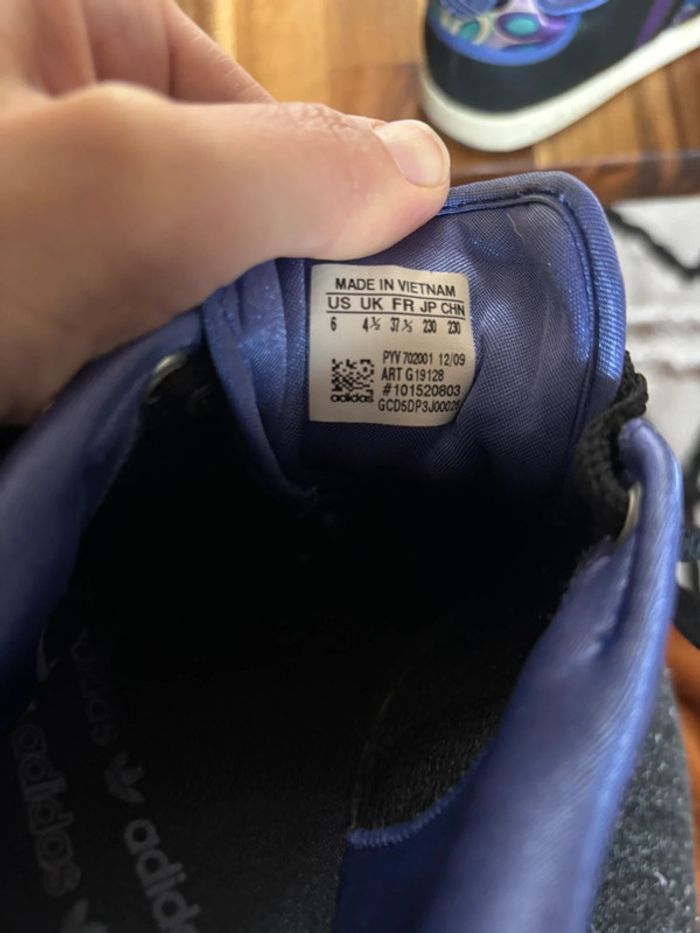 MADE IN VIETNAM
US UK FR JP CHN
6 4½ 37⅓ 230 230
PYV 702001 12/09
ART G19128
#101520803
adidas
adidas
adidas